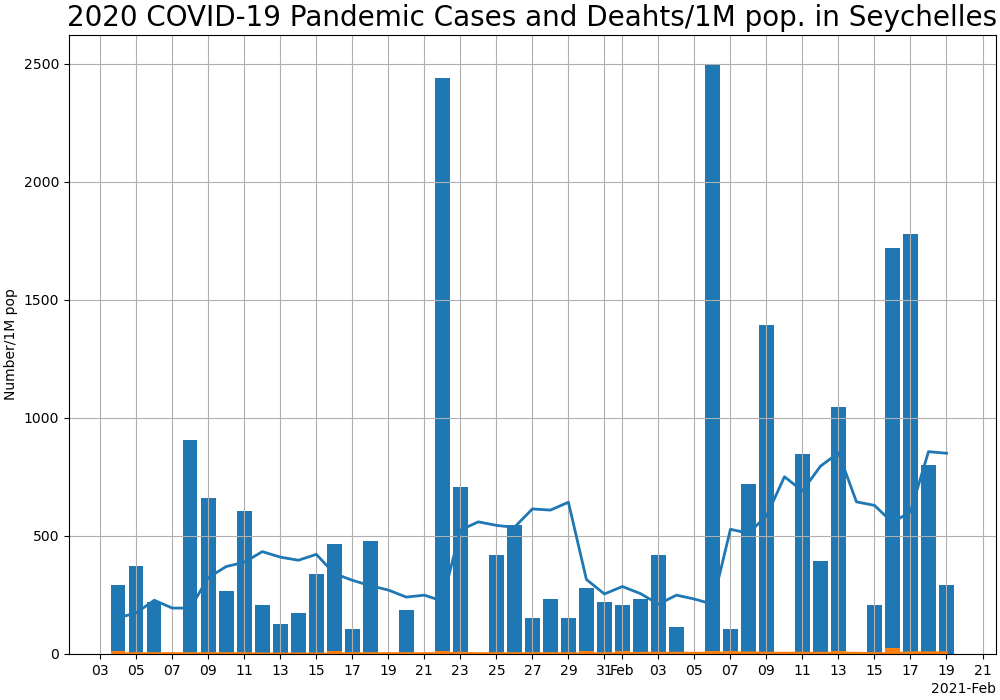 2020 COVID-19 Pandemic Cases and Deahts/1M pop. in Seychelles
2500
2000
1500
1000
500
0
Number/1M pop
03 05 07 09 11 13 15 17 19 21 23 25 27 29 31 Feb 03 05 07 09 11 13 15 17 19 21
2021-Feb